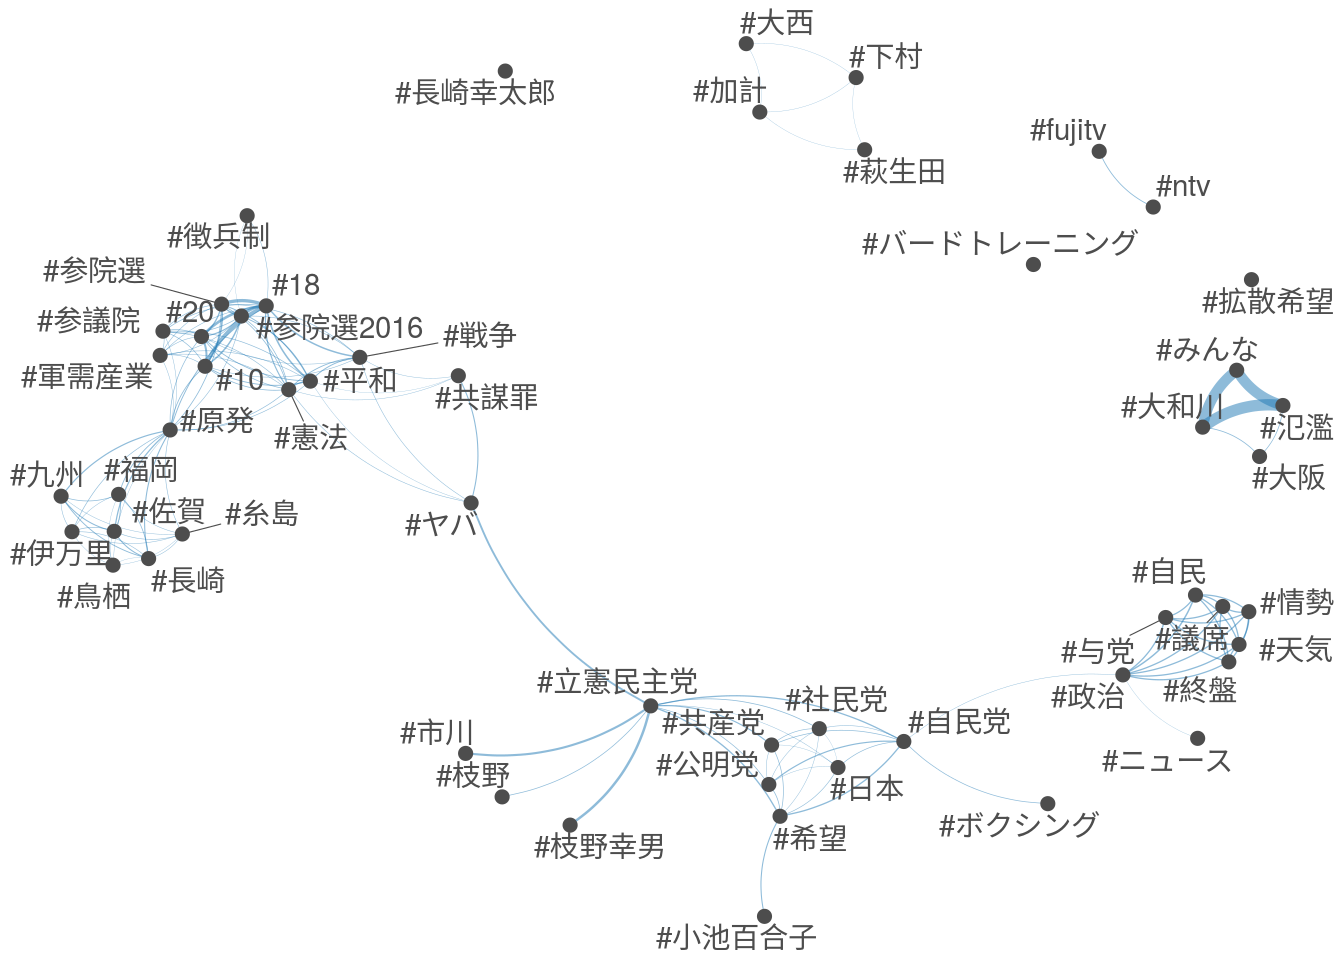 #大西
#下村
#加計
#長崎幸太郎
#fujitv
#萩生田
#ntv
#徴兵制
#バードトレーニング
#参院選
#18
#拡散希望
#20
#参議院
#参院選2016
#戦争
#みんな
#軍需産業
#10
#平和
#共謀罪
#大和川
#原発
#憲法
#氾濫
#九州
#福岡
#大阪
#佐賀
#糸島
#ヤバ
#伊万里
#長崎
#鳥栖
#自民
#情勢
#議席
#与党
#天気
#立憲民主党
#政治
#終盤
#社民党
#共産党
#自民党
#市川
#公明党
#ニュース
#枝野
#日本
#ボクシング
#希望
#枝野幸男
#小池百合子